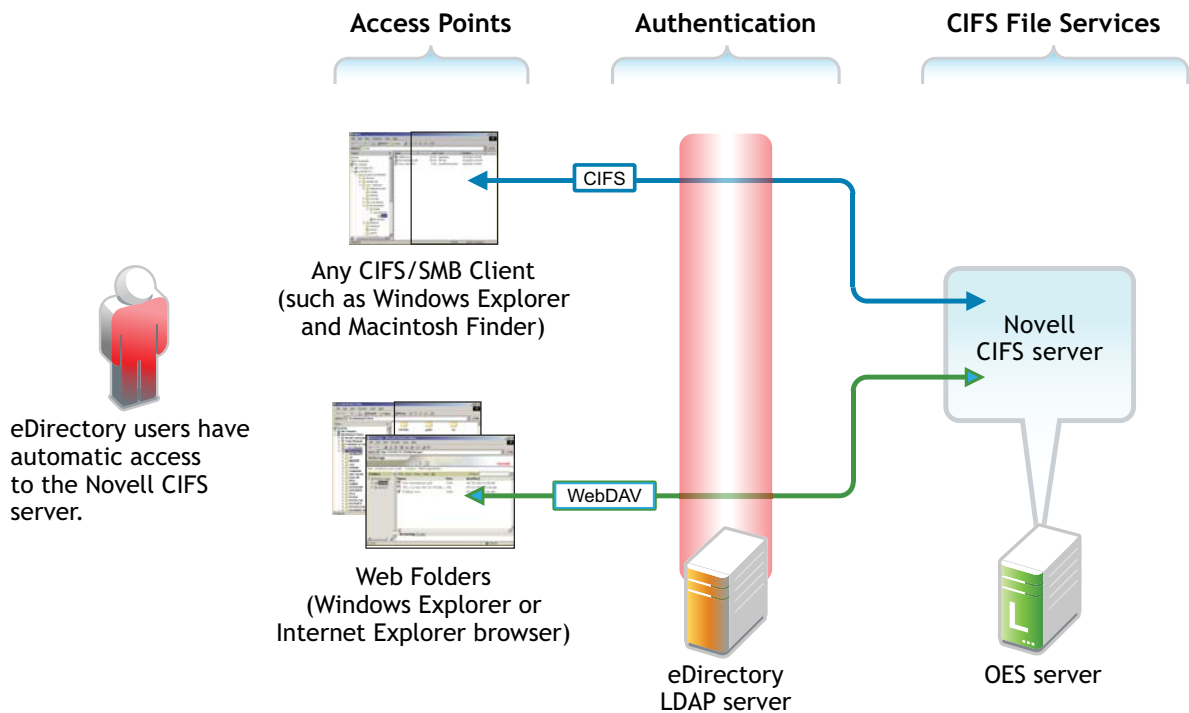 Access Points
Authentication
CIFS File Services
CIFS
Any CIFS/SMB Client
(such as Windows Explorer
and Macintosh Finder)
Novell
CIFS server
eDirectory users have
automatic access
to the Novell CIFS
server.
WebDAV
Web Folders
(Windows Explorer or
Internet Explorer browser)
eDirectory
LDAP server
L
OES server